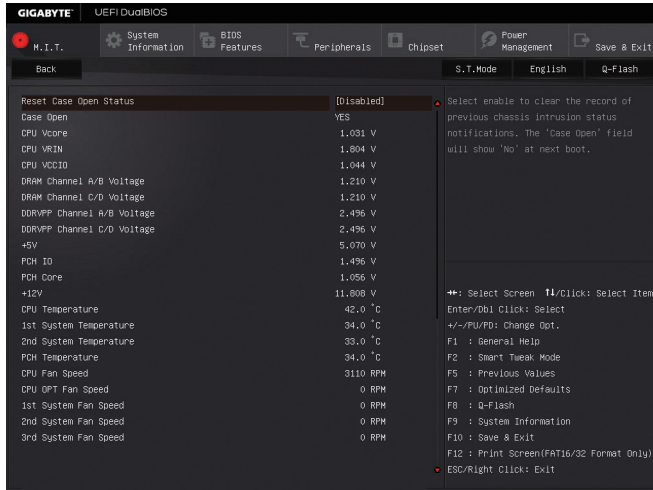 GIGABYTE™ UEFI DualBIOS
M.I.T. System Information BIOS Features Peripherals Chipset Power Management Save & Exit
Back S.T.Mode English Q-Flash
Reset Case Open Status [Disabled]
Case Open YES
CPU Vcore 1.031 V
CPU VRIN 1.804 V
CPU VCCIO 1.044 V
DRAM Channel A/B Voltage 1.210 V
DRAM Channel C/D Voltage 1.210 V
DDRVPP Channel A/B Voltage 2.496 V
DDRVPP Channel C/D Voltage 2.496 V
+5V 5.070 V
PCH IO 1.496 V
PCH Core 1.056 V
+12V 11.808 V
CPU Temperature 42.0 °C
1st System Temperature 34.0 °C
2nd System Temperature 33.0 °C
PCH Temperature 34.0 °C
CPU Fan Speed 3110 RPM
CPU OPT Fan Speed 0 RPM
1st System Fan Speed 0 RPM
2nd System Fan Speed 0 RPM
3rd System Fan Speed 0 RPM
Select enable to clear the record of
previous chassis intrusion status
notifications. The 'Case Open' field
will show 'No' at next boot.
→←: Select Screen ↑↓/Click: Select Item
Enter/Dbl Click: Select
+/-/PU/PD: Change Opt.
F1 : General Help
F2 : Smart Tweak Mode
F5 : Previous Values
F7 : Optimized Defaults
F8 : Q-Flash
F9 : System Information
F10 : Save & Exit
F12 : Print Screen(FAT16/32 Format Only)
ESC/Right Click: Exit